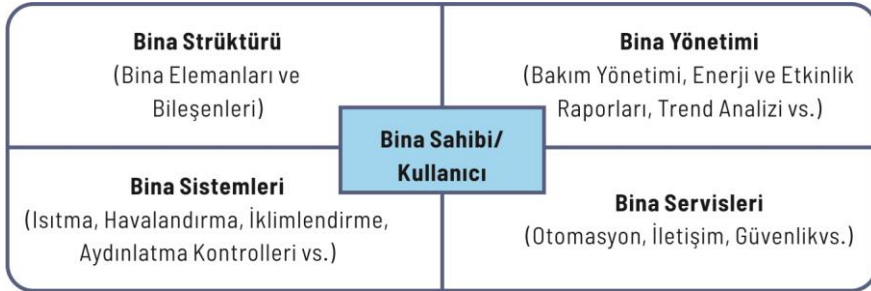 Bina Strüktürü
(Bina Elemanları ve
Bileşenleri)
Bina Yönetimi
(Bakım Yönetimi, Enerji ve Etkinlik
Raporları, Trend Analizi vs.)
Bina Sahibi/
Kullanıcı
Bina Sistemleri
(Isıtma, Havalandırma, İklimlendirme,
Aydınlatma Kontrolleri vs.)
Bina Servisleri
(Otomasyon, İletişim, Güvenlikvs.)